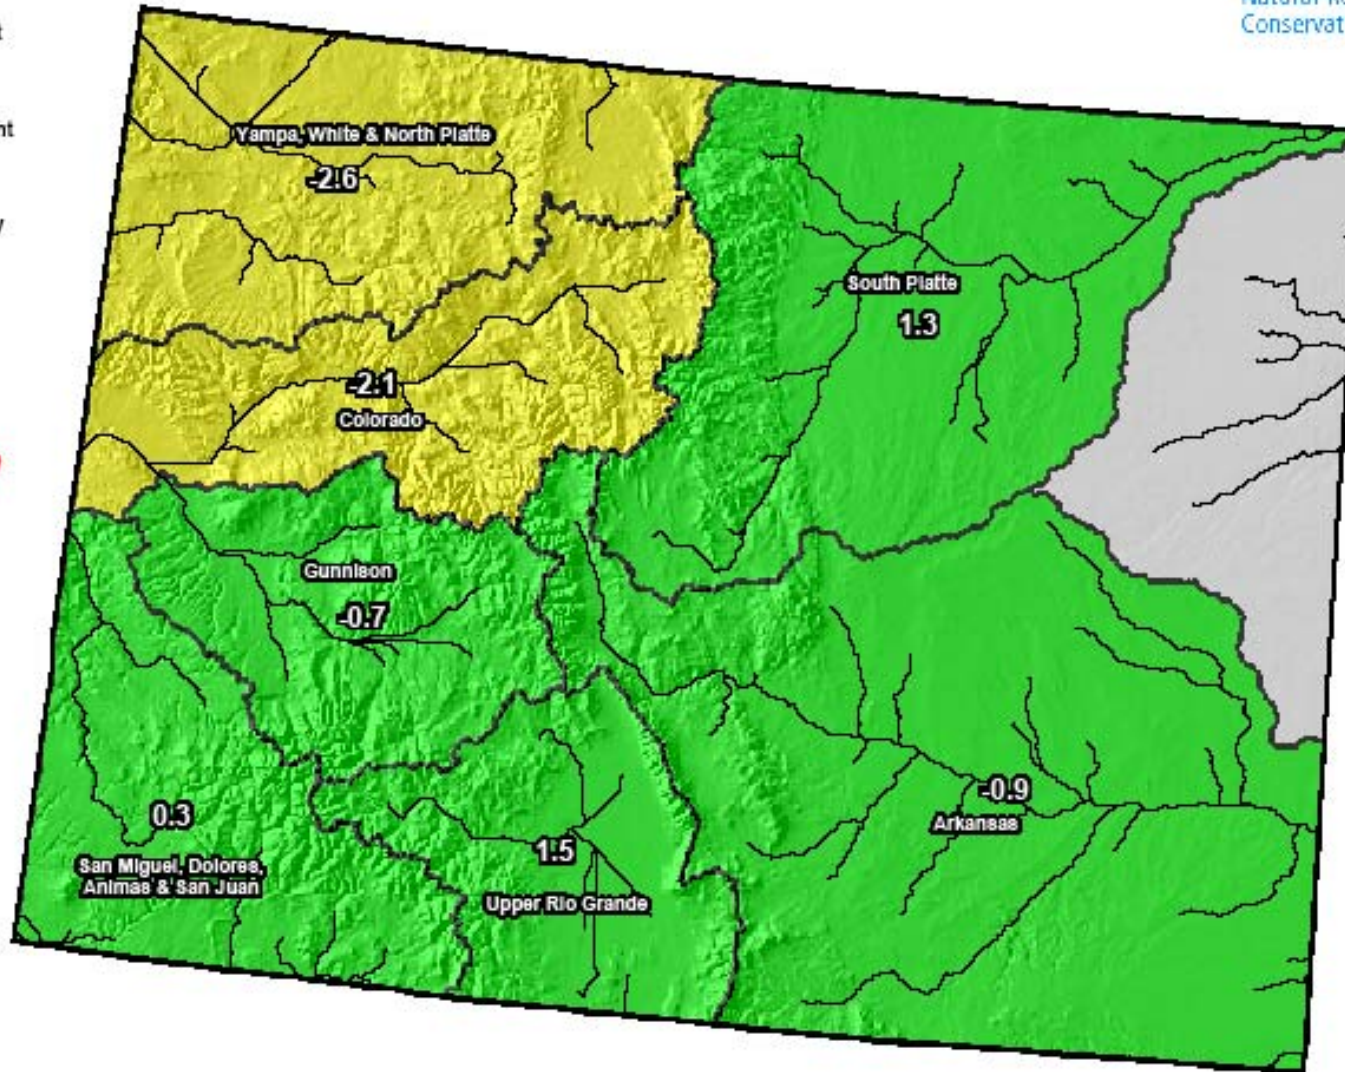 Yampa, White & North Platte
-2.6
South Platte
1.3
-2.1
Colorado
Gunnison
-0.7
-0.9
Arkansas
0.3
San Miguel, Dolores,
Animas & San Juan
1.5
Upper Rio Grande